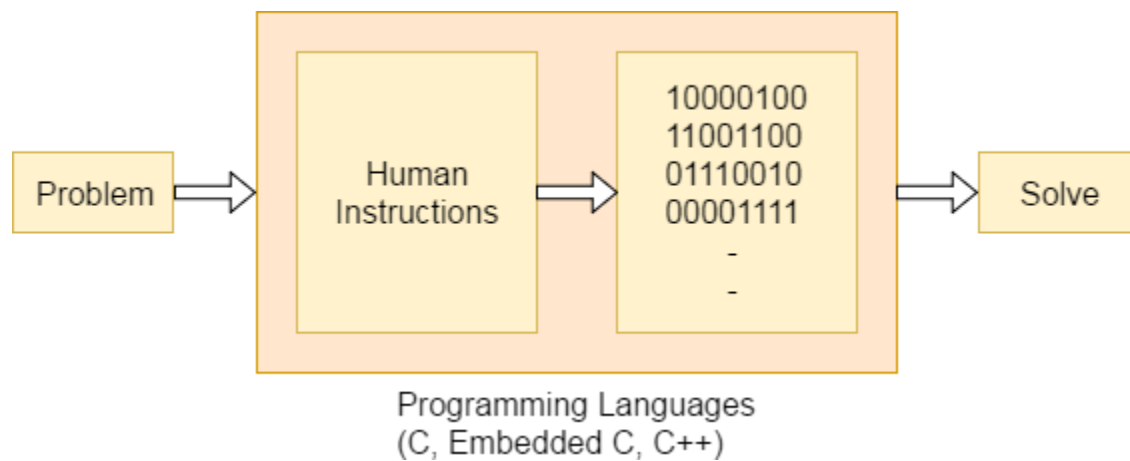 Problem
Human
Instructions
10000100
11001100
01110010
00001111
-
-
Solve
Programming Languages
(C, Embedded C, C++)